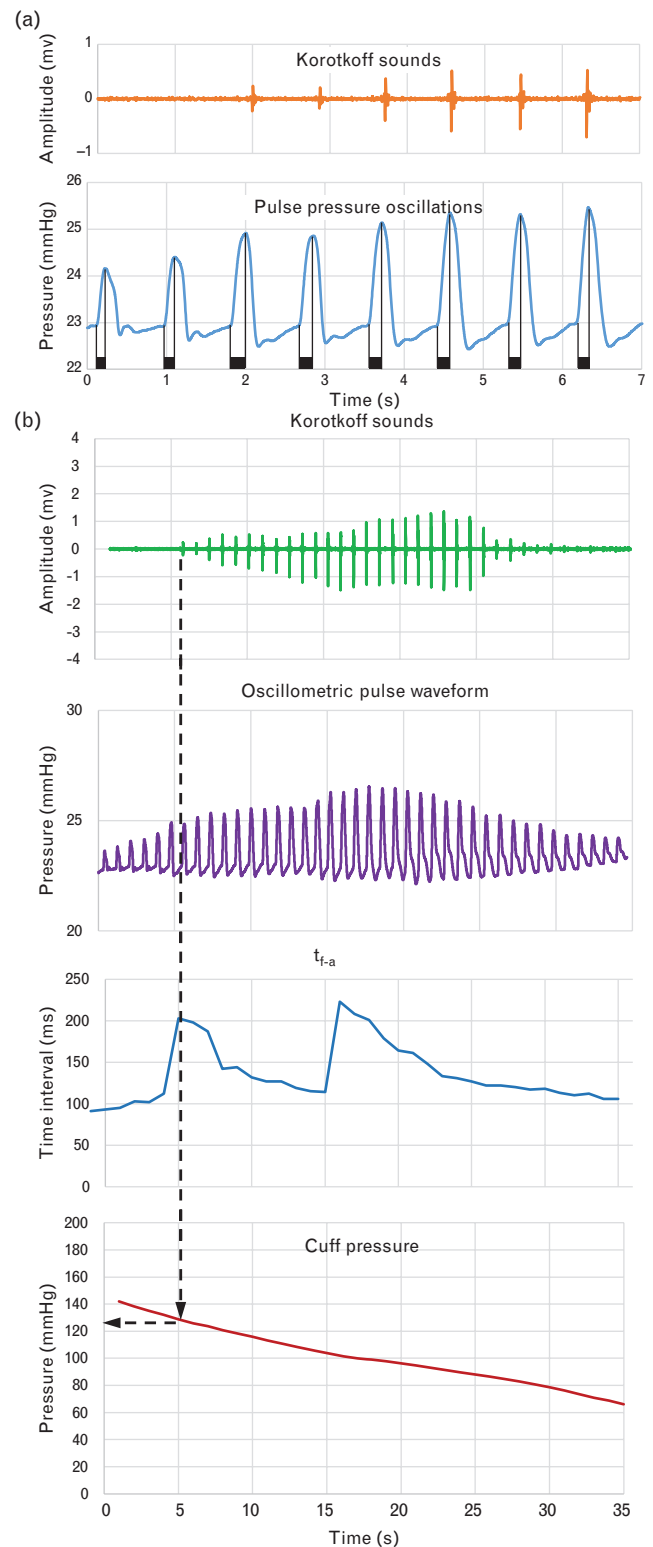 (a)
Korotkoff sounds
Amplitude (mv)
1
0
–1
Pulse pressure oscillations
Pressure (mmHg)
26
25
24
23
22
0 1 2 3 4 5 6 7
Time (s)
(b)
Korotkoff sounds
Amplitude (mv)
4
3
2
1
0
-1
-2
-3
-4
Oscillometric pulse waveform
Pressure (mmHg)
30
25
20
t_f-a
Time interval (ms)
250
200
150
100
50
0
Cuff pressure
Pressure (mmHg)
200
180
160
140
120
100
80
60
40
20
0
0 5 10 15 20 25 30 35
Time (s)